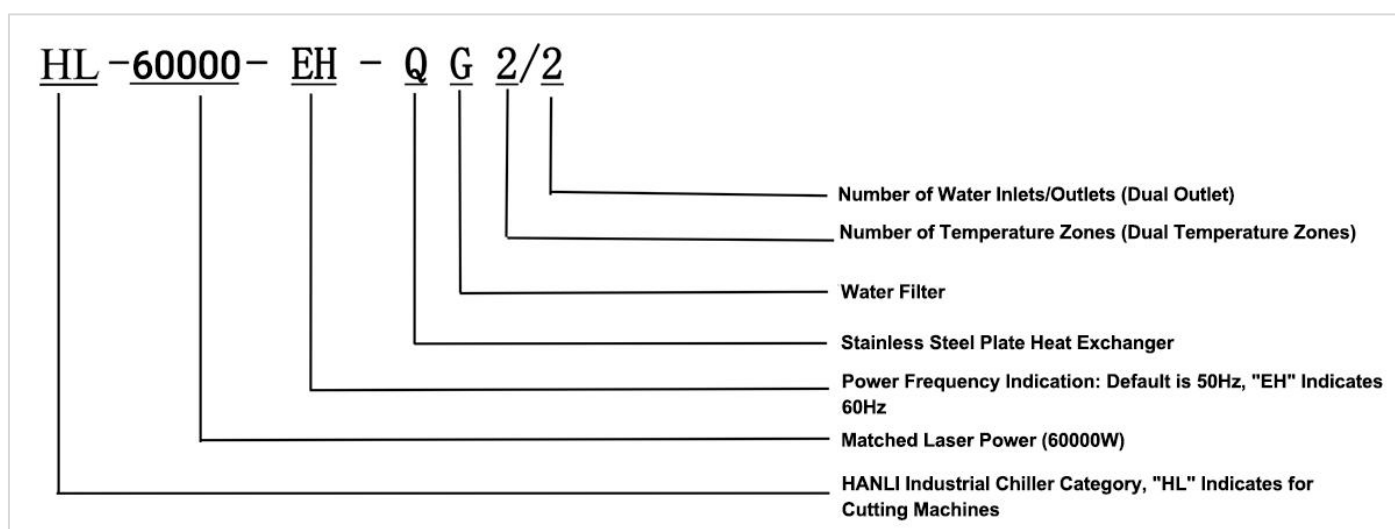 HL-60000- EH - Q G 2/2
Number of Water Inlets/Outlets (Dual Outlet)
Number of Temperature Zones (Dual Temperature Zones)
Water Filter
Stainless Steel Plate Heat Exchanger
Power Frequency Indication: Default is 50Hz, "EH" Indicates
60Hz
Matched Laser Power (60000W)
HANLI Industrial Chiller Category, "HL" Indicates for
Cutting Machines